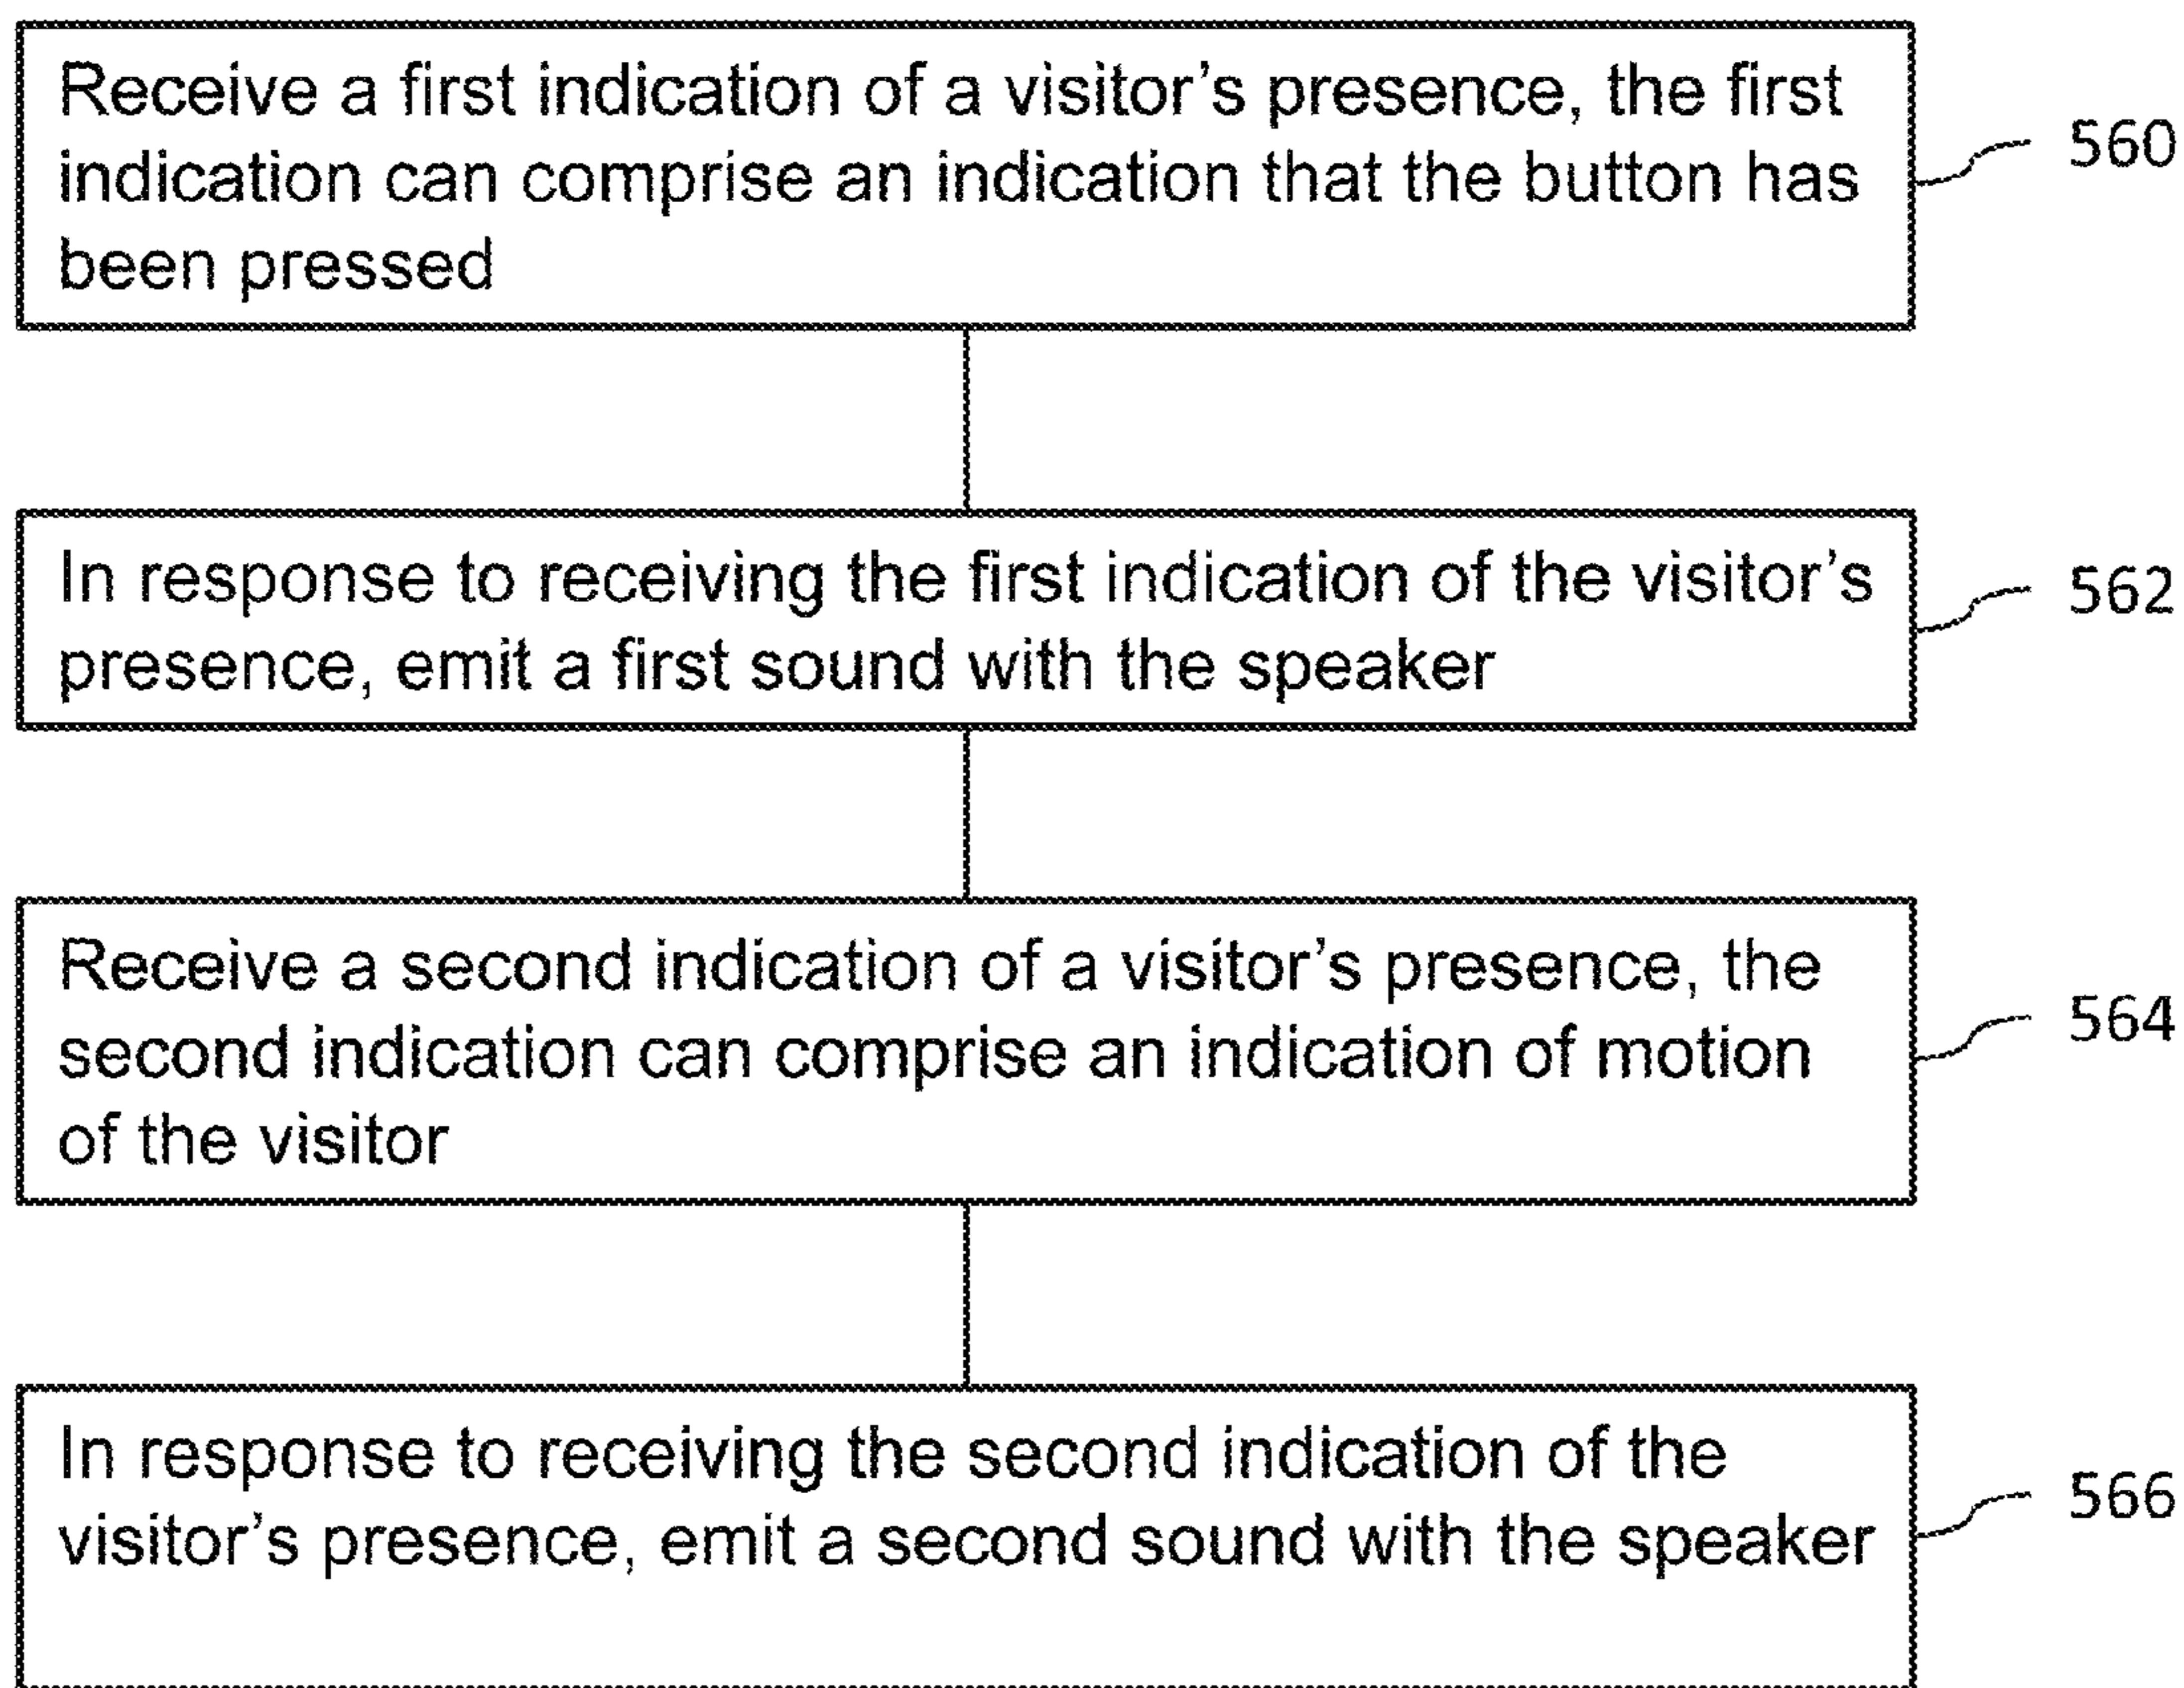 Receive a first indication of a visitor's presence, the first
indication can comprise an indication that the button has
been pressed
560
In response to receiving the first indication of the visitor's
presence, emit a first sound with the speaker
562
Receive a second indication of a visitor's presence, the
second indication can comprise an indication of motion
of the visitor
564
In response to receiving the second indication of the
visitor's presence, emit a second sound with the speaker
566